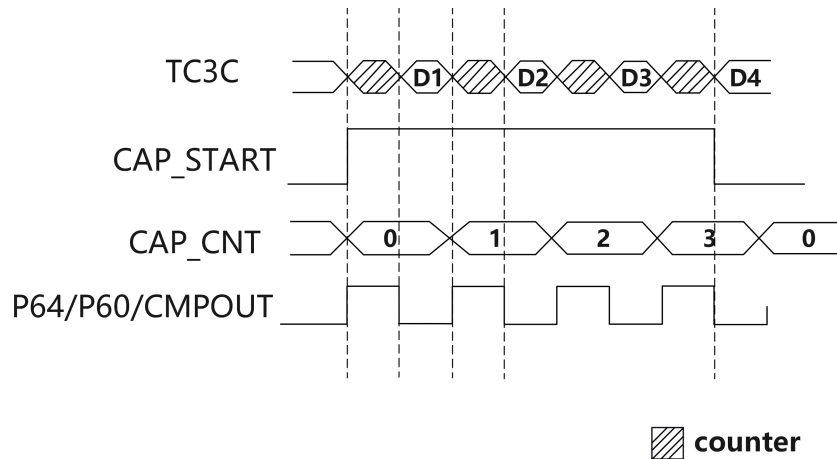 TC3C D1 D2 D3 D4
CAP_START
CAP_CNT 0 1 2 3 0
P64/P60/CMPOUT
counter